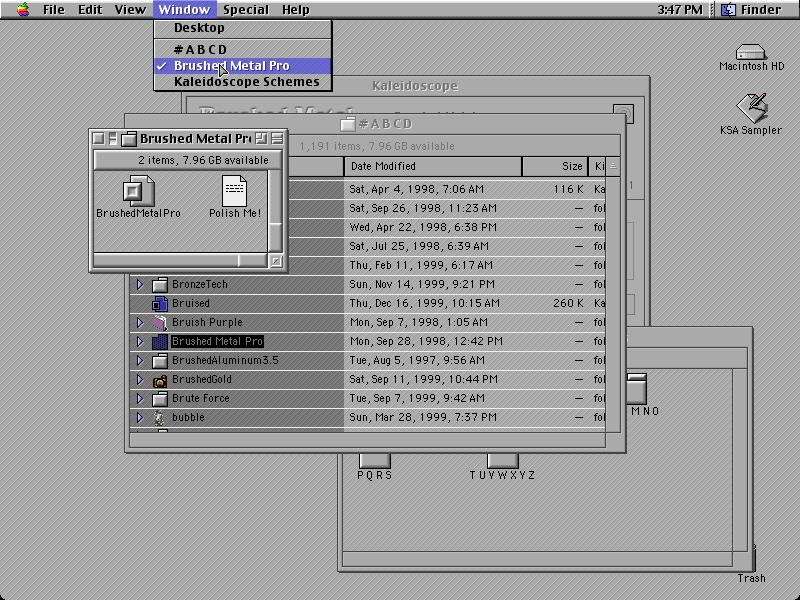 File Edit View Window Special Help 3:47 PM Finder
Desktop
#ABCD
✓ Brushed Metal Pro
Kaleidoscope Schemes
Macintosh HD
KSA Sampler
Kaleidoscope
#ABCD
1,191 items, 7.96 GB available
Date Modified Size Ki
Brushed Metal Pro
2 items, 7.96 GB available
BrushedMetalPro Polish Me!
Sat, Apr 4, 1998, 7:06 AM 116 K Ka
Sat, Sep 26, 1998, 11:23 AM — fol
Wed, Apr 22, 1998, 6:38 PM — fol
Sat, Jul 25, 1998, 6:39 AM — fol
Thu, Feb 11, 1999, 6:17 AM — fol
BronzeTech Sun, Nov 14, 1999, 9:21 PM — fol
Bruised Thu, Dec 16, 1999, 10:15 AM 260 K Ka
Bruish Purple Mon, Sep 7, 1998, 1:05 AM — fol
Brushed Metal Pro Mon, Sep 28, 1998, 12:42 PM — fol
BrushedAluminum3.5 Tue, Aug 5, 1997, 9:56 AM — fol
BrushedGold Sat, Sep 11, 1999, 10:44 PM — fol
Brute Force Tue, Sep 7, 1999, 9:42 AM — fol
bubble Sun, Mar 28, 1999, 7:37 PM — fol
M N O
PQRS TUVWXYZ
Trash